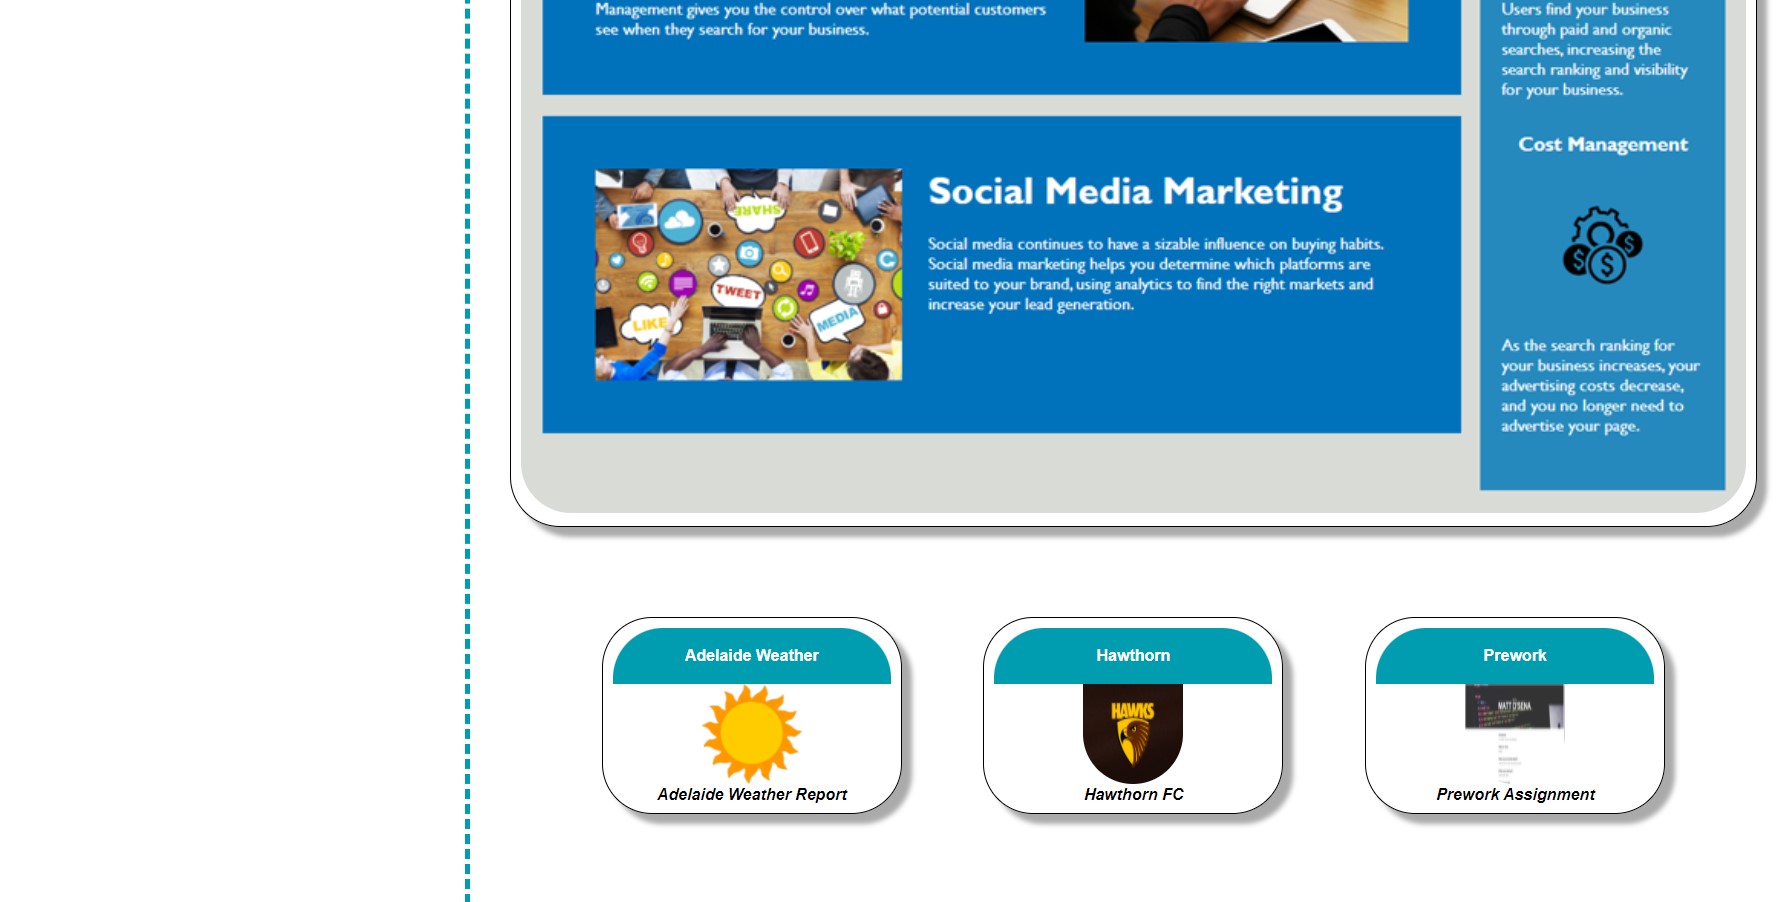 Management gives you the control over what potential customers
see when they search for your business.
Users find your business
through paid and organic
searches, increasing the
search ranking and visibility
for your business.
Cost Management
As the search ranking for
your business increases, your
advertising costs decrease,
and you no longer need to
advertise your page.
SHARE
TWEET
LIKE
MEDIA
Social Media Marketing
Social media continues to have a sizable influence on buying habits.
Social media marketing helps you determine which platforms are
suited to your brand, using analytics to find the right markets and
increase your lead generation.
Adelaide Weather
Adelaide Weather Report
Hawthorn
HAWKS
Hawthorn FC
Prework
MATT D'SENA
Prework Assignment